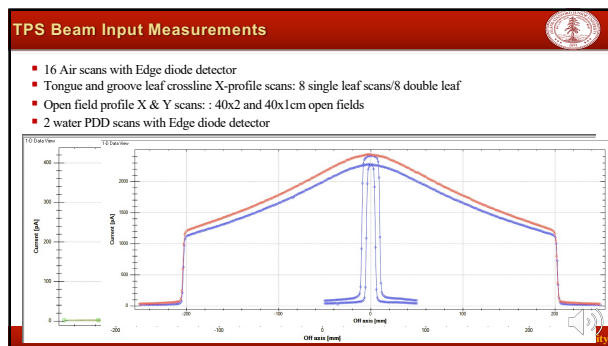 TPS Beam Input Measurements
16 Air scans with Edge diode detector
Tongue and groove leaf crossline X-profile scans: 8 single leaf scans/8 double leaf
Open field profile X & Y scans: : 40x2 and 40x1cm open fields
2 water PDD scans with Edge diode detector
1-D Data View
1-D Data View
400
300
200
100
0
Current [pA]
2000
1500
1000
500
0
Current [pA]
-200
-100
0
100
200
Off axis [mm]
-200
-100
0
100
200
Off axis [mm]